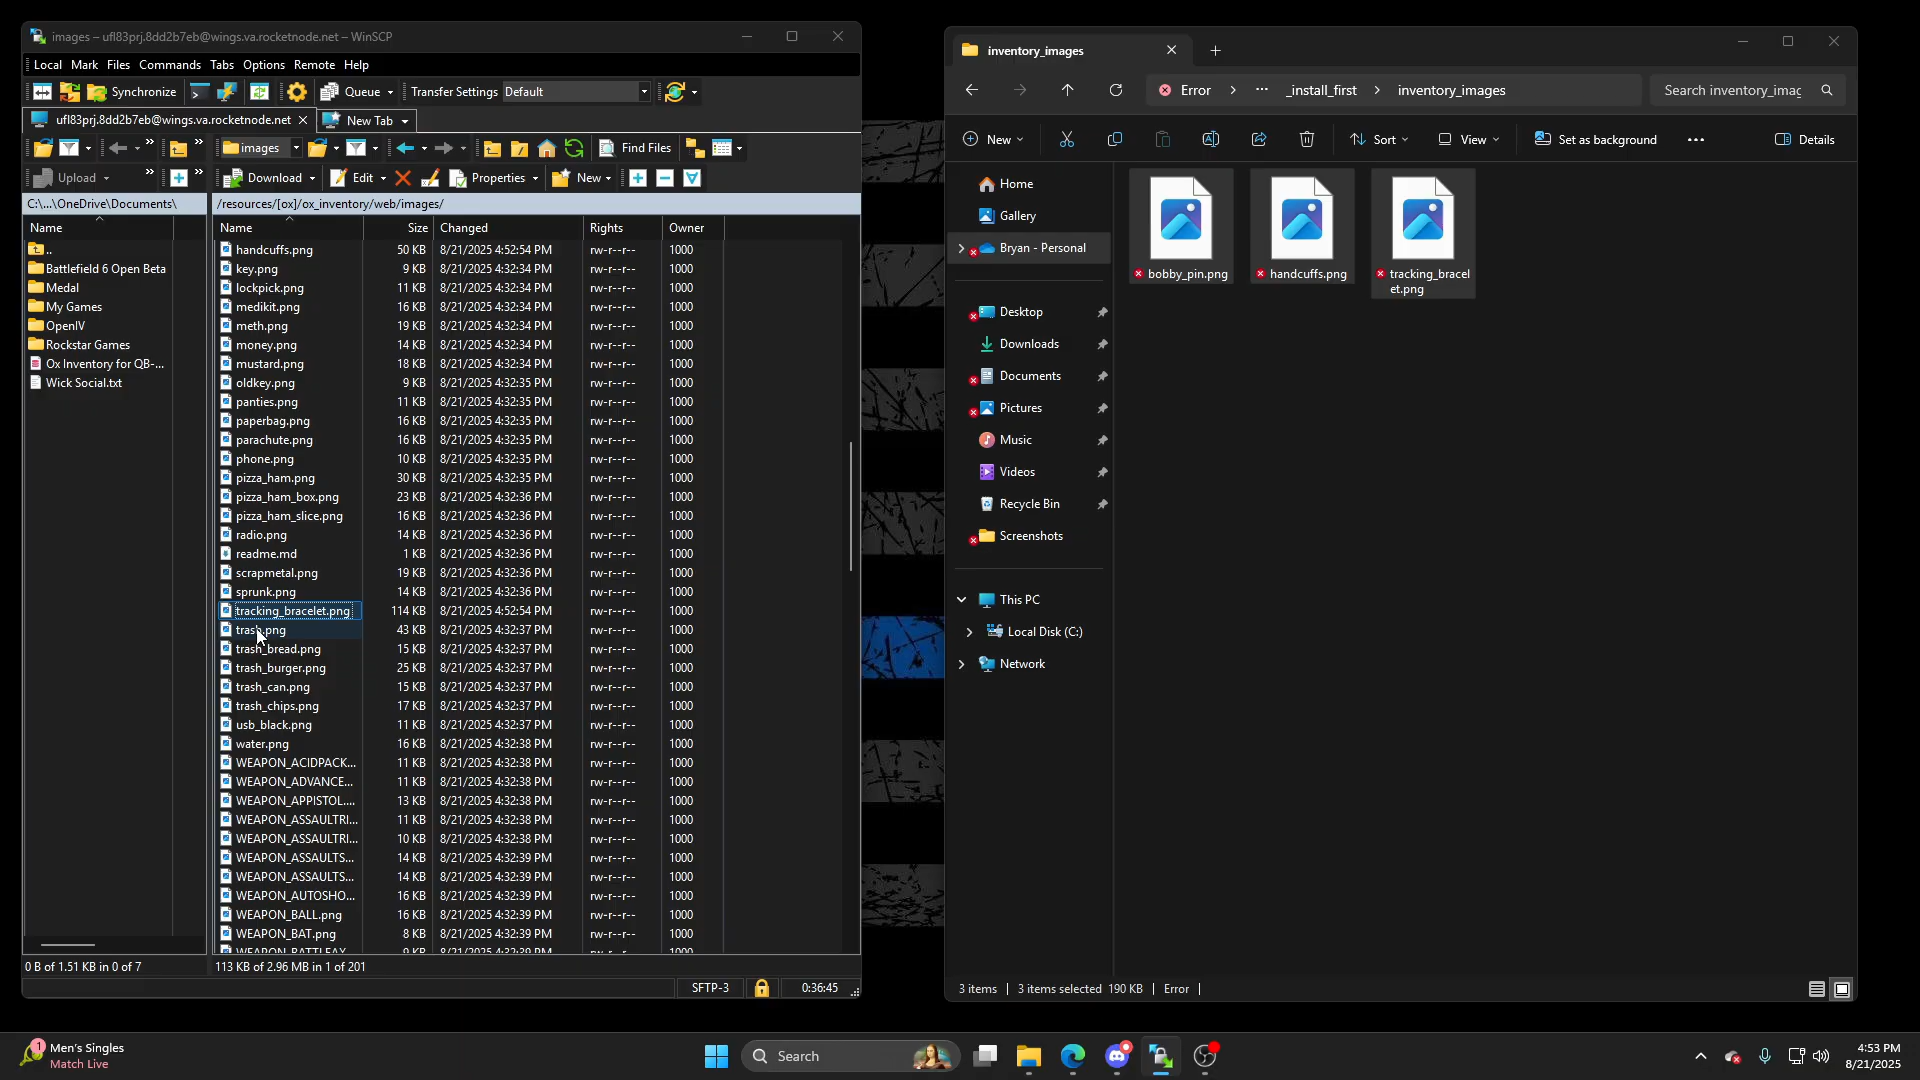 images – ufl83prj.8dd2b7eb@wings.va.rocketnode.net – WinSCP
Local Mark Files Commands Tabs Options Remote Help
Synchronize Queue Transfer Settings Default
ufl83prj.8dd2b7eb@wings.va.rocketnode.net New Tab
images Find Files
Upload Download Edit Properties New
C:\...\OneDrive\Documents\
Name
..
Battlefield 6 Open Beta
Medal
My Games
OpenIV
Rockstar Games
Ox Inventory for QB-...
Wick Social.txt
0 B of 1.51 KB in 0 of 7
/resources/[ox]/ox_inventory/web/images/
Name Size Changed Rights Owner
handcuffs.png 50 KB 8/21/2025 4:52:54 PM rw-r--r-- 1000
key.png 9 KB 8/21/2025 4:32:34 PM rw-r--r-- 1000
lockpick.png 11 KB 8/21/2025 4:32:34 PM rw-r--r-- 1000
medikit.png 16 KB 8/21/2025 4:32:34 PM rw-r--r-- 1000
meth.png 19 KB 8/21/2025 4:32:34 PM rw-r--r-- 1000
money.png 14 KB 8/21/2025 4:32:34 PM rw-r--r-- 1000
mustard.png 18 KB 8/21/2025 4:32:34 PM rw-r--r-- 1000
oldkey.png 9 KB 8/21/2025 4:32:35 PM rw-r--r-- 1000
panties.png 11 KB 8/21/2025 4:32:35 PM rw-r--r-- 1000
paperbag.png 16 KB 8/21/2025 4:32:35 PM rw-r--r-- 1000
parachute.png 16 KB 8/21/2025 4:32:35 PM rw-r--r-- 1000
phone.png 10 KB 8/21/2025 4:32:35 PM rw-r--r-- 1000
pizza_ham.png 30 KB 8/21/2025 4:32:35 PM rw-r--r-- 1000
pizza_ham_box.png 23 KB 8/21/2025 4:32:36 PM rw-r--r-- 1000
pizza_ham_slice.png 16 KB 8/21/2025 4:32:36 PM rw-r--r-- 1000
radio.png 14 KB 8/21/2025 4:32:36 PM rw-r--r-- 1000
readme.md 1 KB 8/21/2025 4:32:36 PM rw-r--r-- 1000
scrapmetal.png 19 KB 8/21/2025 4:32:36 PM rw-r--r-- 1000
sprunk.png 14 KB 8/21/2025 4:32:36 PM rw-r--r-- 1000
tracking_bracelet.png 114 KB 8/21/2025 4:52:54 PM rw-r--r-- 1000
trash.png 43 KB 8/21/2025 4:32:37 PM rw-r--r-- 1000
trash_bread.png 15 KB 8/21/2025 4:32:37 PM rw-r--r-- 1000
trash_burger.png 25 KB 8/21/2025 4:32:37 PM rw-r--r-- 1000
trash_can.png 15 KB 8/21/2025 4:32:37 PM rw-r--r-- 1000
trash_chips.png 17 KB 8/21/2025 4:32:37 PM rw-r--r-- 1000
usb_black.png 11 KB 8/21/2025 4:32:37 PM rw-r--r-- 1000
water.png 16 KB 8/21/2025 4:32:38 PM rw-r--r-- 1000
WEAPON_ACIDPACK... 11 KB 8/21/2025 4:32:38 PM rw-r--r-- 1000
WEAPON_ADVANCE... 11 KB 8/21/2025 4:32:38 PM rw-r--r-- 1000
WEAPON_APPISTOL.... 13 KB 8/21/2025 4:32:38 PM rw-r--r-- 1000
WEAPON_ASSAULTRI... 11 KB 8/21/2025 4:32:38 PM rw-r--r-- 1000
WEAPON_ASSAULTRI... 10 KB 8/21/2025 4:32:38 PM rw-r--r-- 1000
WEAPON_ASSAULTS... 14 KB 8/21/2025 4:32:39 PM rw-r--r-- 1000
WEAPON_ASSAULTS... 14 KB 8/21/2025 4:32:39 PM rw-r--r-- 1000
WEAPON_AUTOSHO... 16 KB 8/21/2025 4:32:39 PM rw-r--r-- 1000
WEAPON_BALL.png 16 KB 8/21/2025 4:32:39 PM rw-r--r-- 1000
WEAPON_BAT.png 8 KB 8/21/2025 4:32:39 PM rw-r--r-- 1000
WEAPON_BATTLEAX... 9 KB 8/21/2025 4:32:39 PM rw-r--r-- 1000
113 KB of 2.96 MB in 1 of 201
SFTP-3 0:36:45
inventory_images
Error ... _install_first inventory_images Search inventory_imag
New Sort View Set as background Details
Home
Gallery
Bryan - Personal
Desktop
Downloads
Documents
Pictures
Music
Videos
Recycle Bin
Screenshots
This PC
Local Disk (C:)
Network
bobby_pin.png
handcuffs.png
tracking_bracel
et.png
3 items 3 items selected 190 KB Error
1
Men's Singles
Match Live
Search
4:53 PM
8/21/2025